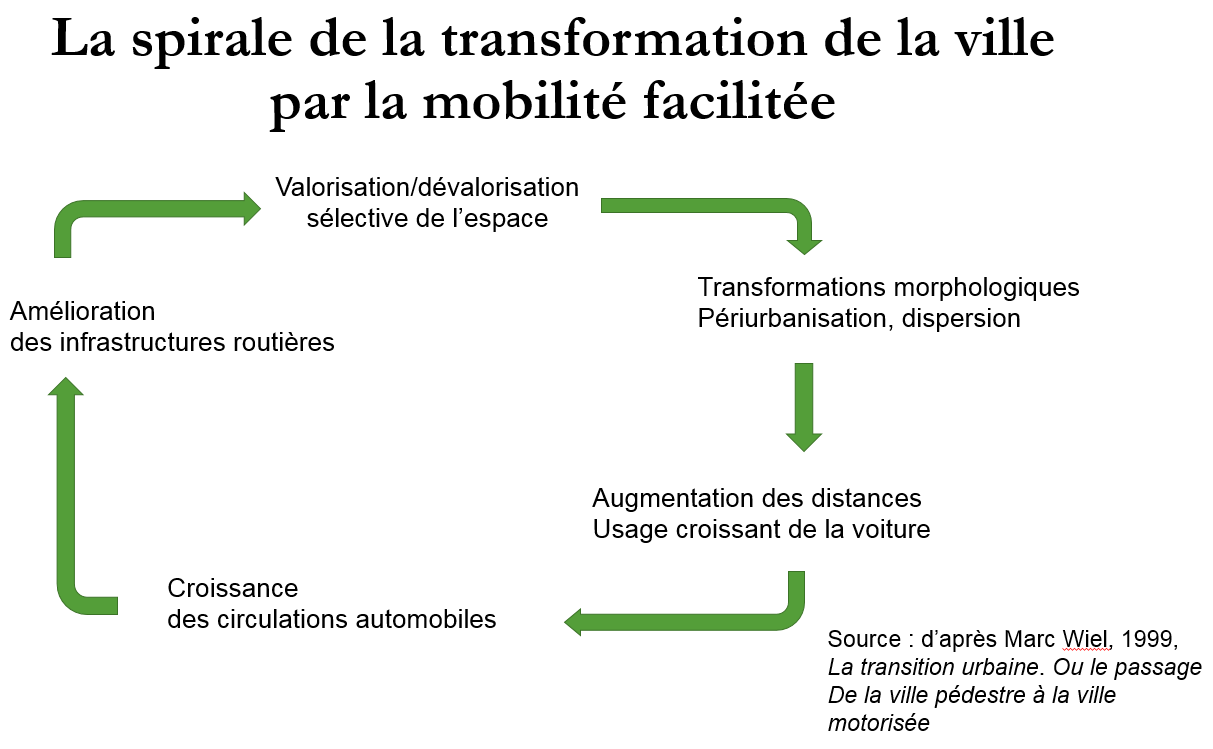 La spirale de la transformation de la ville
par la mobilité facilitée
Valorisation/dévalorisation
sélective de l’espace
Transformations morphologiques
Périurbanisation, dispersion
Amélioration
des infrastructures routières
Augmentation des distances
Usage croissant de la voiture
Croissance
des circulations automobiles
Source : d’après Marc Wiel, 1999,
La transition urbaine. Ou le passage
De la ville pédestre à la ville
motorisée